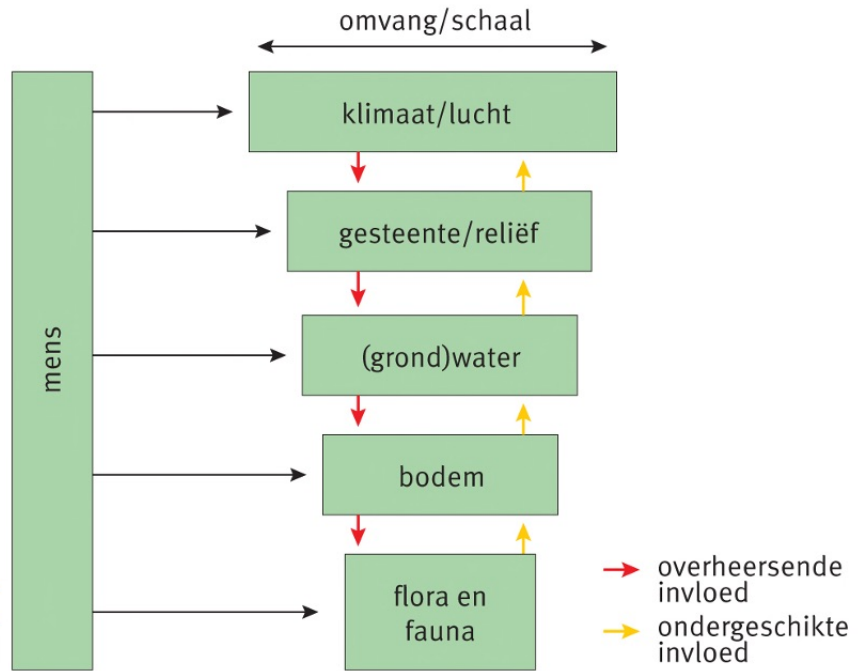 omvang/schaal
klimaat/lucht
gesteente/reliëf
mens
(grond)water
bodem
flora en
fauna
overheersende
invloed
ondergeschikte
invloed